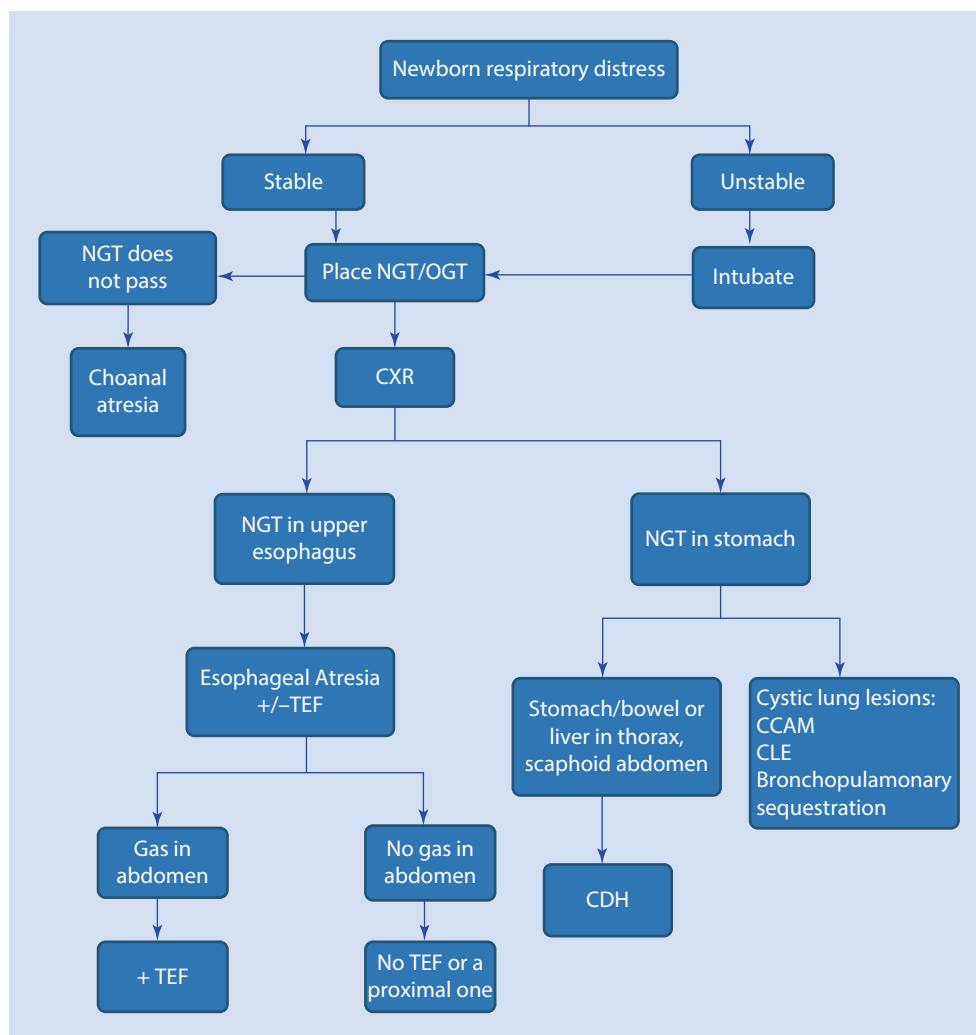 Newborn respiratory distress
Stable
Unstable
NGT does
not pass
Place NGT/OGT
Intubate
Choanal
atresia
CXR
NGT in upper
esophagus
NGT in stomach
Esophageal Atresia
+/–TEF
Stomach/bowel or
liver in thorax,
scaphoid abdomen
Cystic lung lesions:
CCAM
CLE
Bronchopulamonary
sequestration
Gas in
abdomen
No gas in
abdomen
CDH
+ TEF
No TEF or a
proximal one